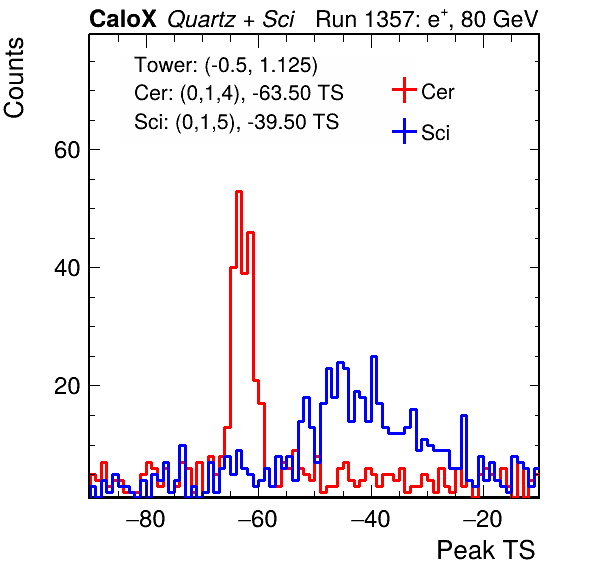 CaloX Quartz + Sci Run 1357: e+, 80 GeV
Counts
Tower: (-0.5, 1.125)
Cer: (0,1,4), -63.50 TS
Sci: (0,1,5), -39.50 TS
Cer
Sci
60
40
20
−80 −60 −40 −20
Peak TS